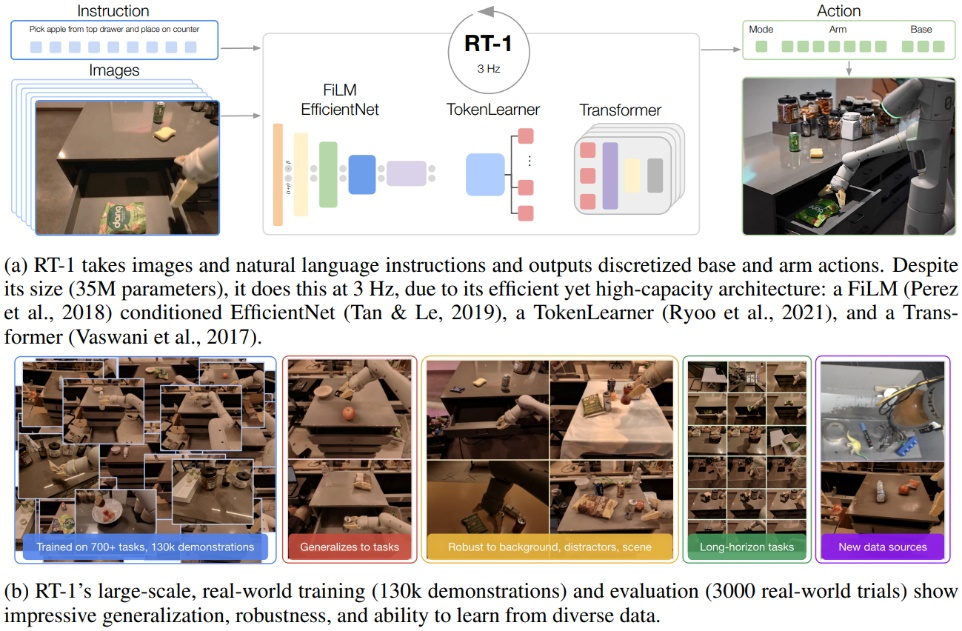 Instruction
Pick apple from top drawer and place on counter
Images
RT-1
3 Hz
FiLM
EfficientNet
TokenLearner
Transformer
Action
Mode Arm Base
(a) RT-1 takes images and natural language instructions and outputs discretized base and arm actions. Despite
its size (35M parameters), it does this at 3 Hz, due to its efficient yet high-capacity architecture: a FiLM (Perez
et al., 2018) conditioned EfficientNet (Tan & Le, 2019), a TokenLearner (Ryoo et al., 2021), and a Trans-
former (Vaswani et al., 2017).
Trained on 700+ tasks, 130k demonstrations
Generalizes to tasks
Robust to background, distractors, scene
Long-horizon tasks
New data sources
(b) RT-1's large-scale, real-world training (130k demonstrations) and evaluation (3000 real-world trials) show
impressive generalization, robustness, and ability to learn from diverse data.